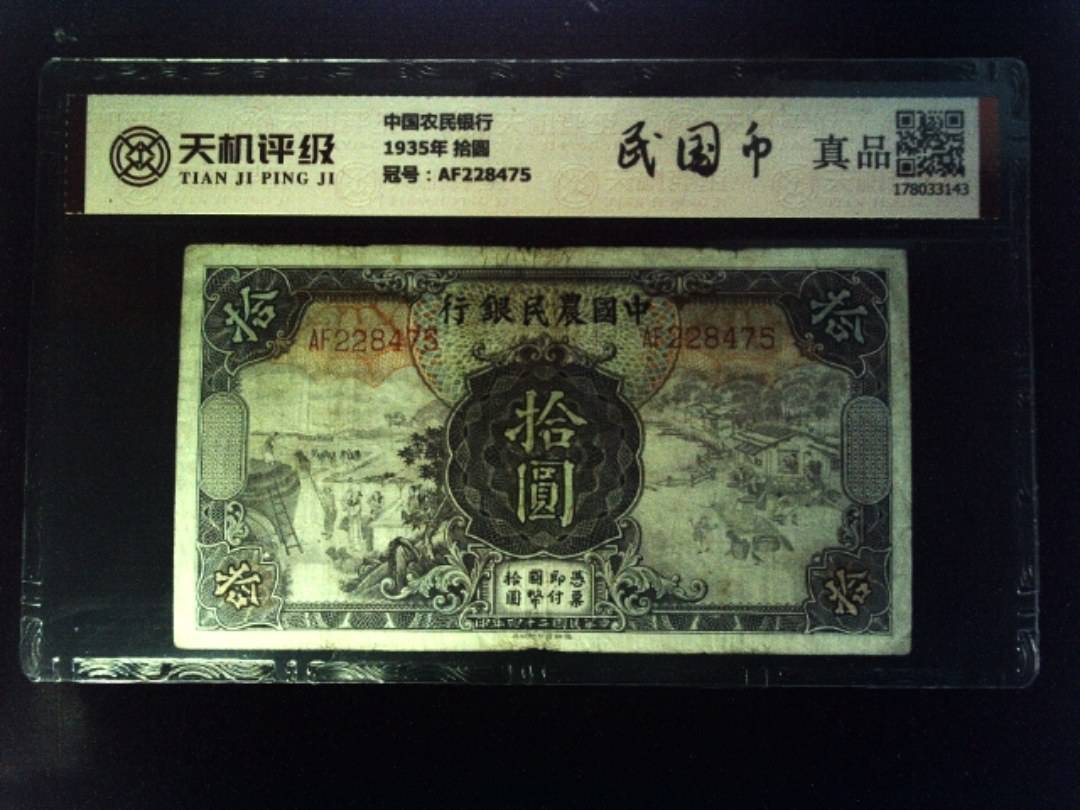 天机评级
TIAN JI PING JI
中国农民银行
1935年 拾圆
冠号：AF228475
民国币
真品
178033143
行銀民農國中
AF228475
AF228475
拾
拾
拾
圓
憑票
即付
國幣
拾圓
拾
拾